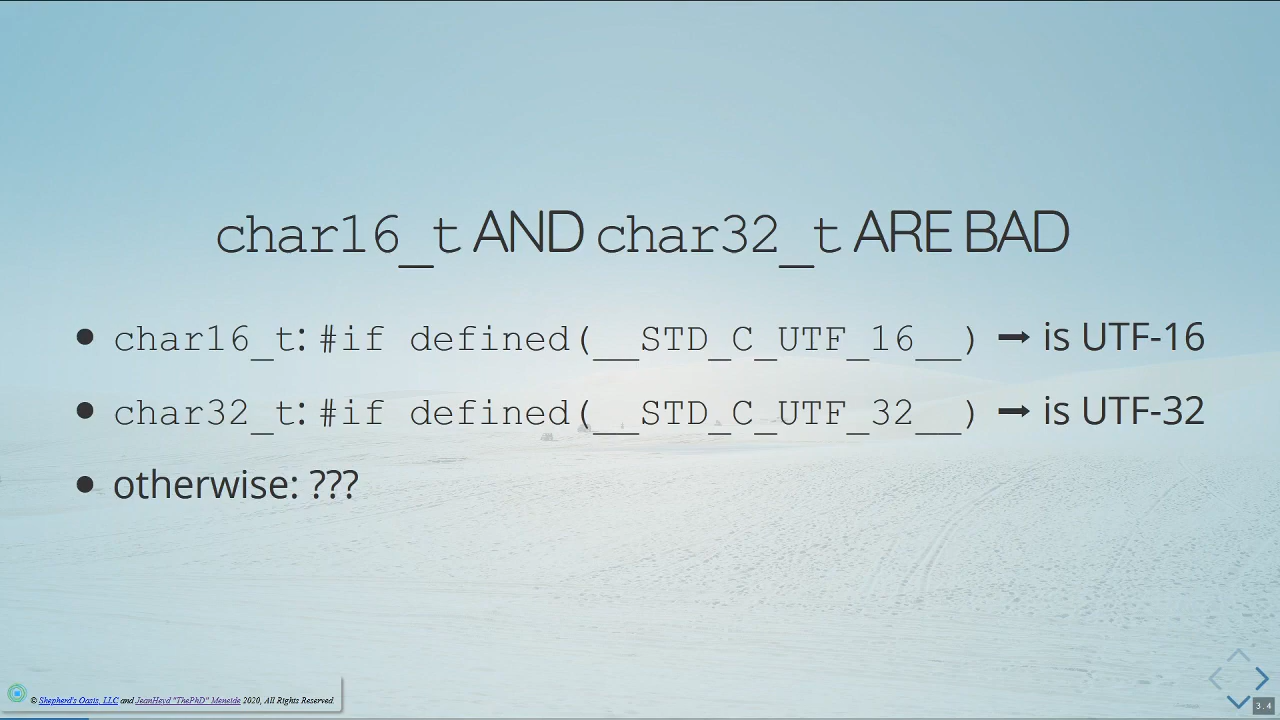 char16_t AND char32_t ARE BAD
• char16_t: #if defined(__STD_C_UTF_16__) ➡ is UTF-16
• char32_t: #if defined(__STD_C_UTF_32__) ➡ is UTF-32
• otherwise: ???
© Shepherd's Oasis, LLC and JeanHeyd "ThePhD" Meneide 2020, All Rights Reserved.
3.4